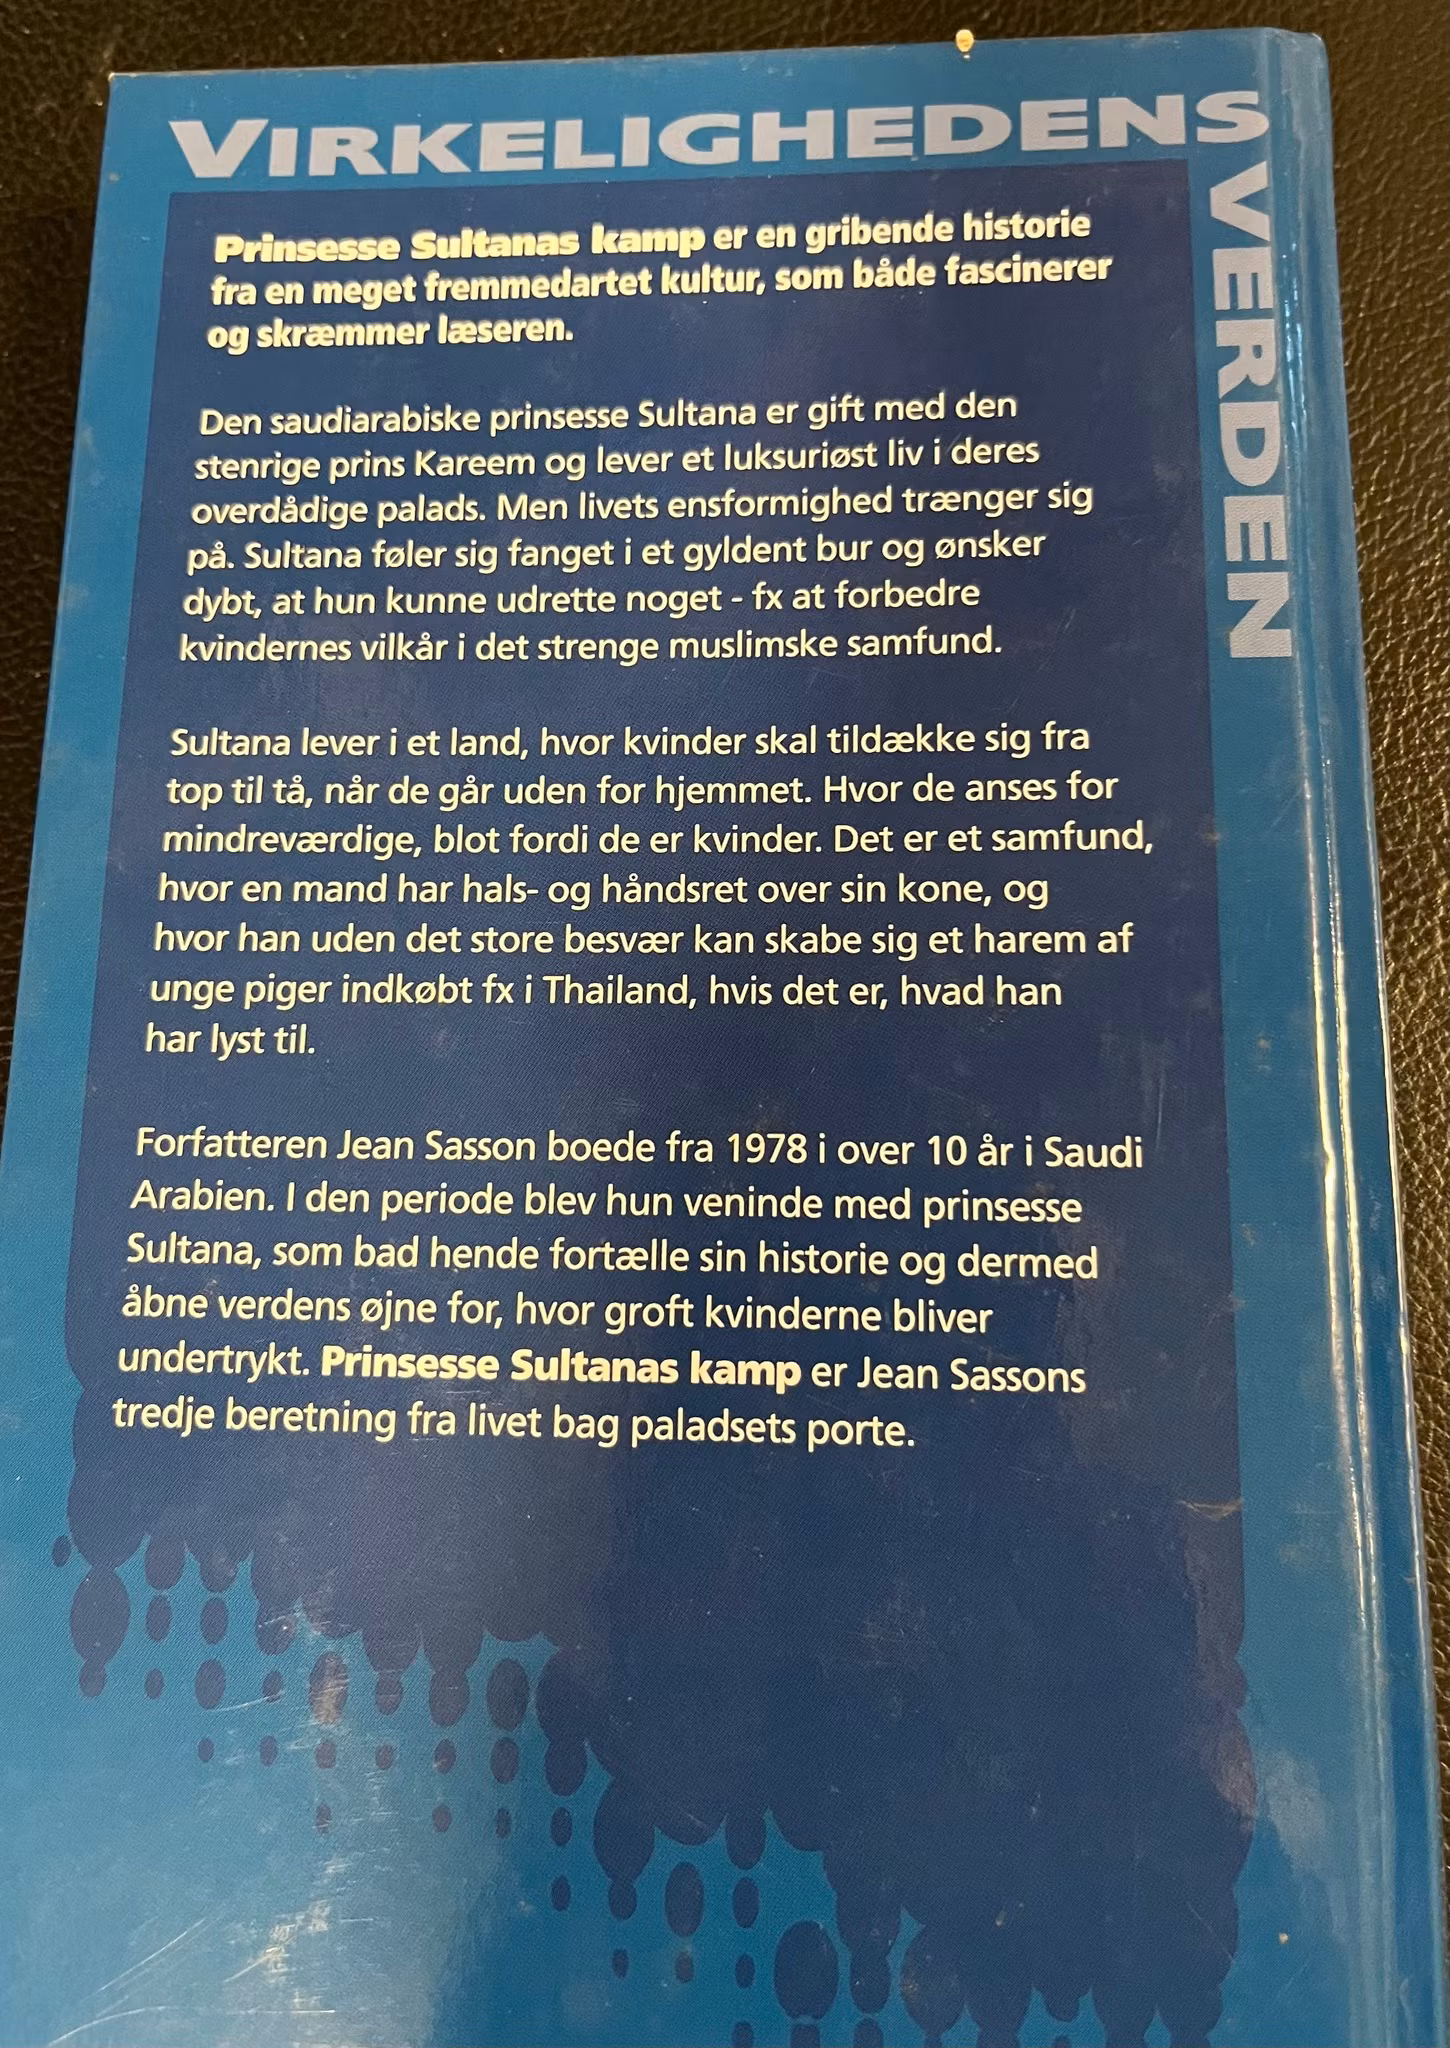 VIRKELIGHEDENS
VERDEN
Prinsesse Sultanas kamp er en gribende historie
fra en meget fremmedartet kultur, som både fascinerer
og skræmmer læseren.
Den saudiarabiske prinsesse Sultana er gift med den
stenrige prins Kareem og lever et luksuriøst liv i deres
overdådige palads. Men livets ensformighed trænger sig
på. Sultana føler sig fanget i et gyldent bur og ønsker
dybt, at hun kunne udrette noget - fx at forbedre
kvindernes vilkår i det strenge muslimske samfund.
Sultana lever i et land, hvor kvinder skal tildække sig fra
top til tå, når de går uden for hjemmet. Hvor de anses for
mindreværdige, blot fordi de er kvinder. Det er et samfund,
hvor en mand har hals- og håndsret over sin kone, og
hvor han uden det store besvær kan skabe sig et harem af
unge piger indkøbt fx i Thailand, hvis det er, hvad han
har lyst til.
Forfatteren Jean Sasson boede fra 1978 i over 10 år i Saudi
Arabien. I den periode blev hun veninde med prinsesse
Sultana, som bad hende fortælle sin historie og dermed
åbne verdens øjne for, hvor groft kvinderne bliver
undertrykt. Prinsesse Sultanas kamp er Jean Sassons
tredje beretning fra livet bag paladsets porte.